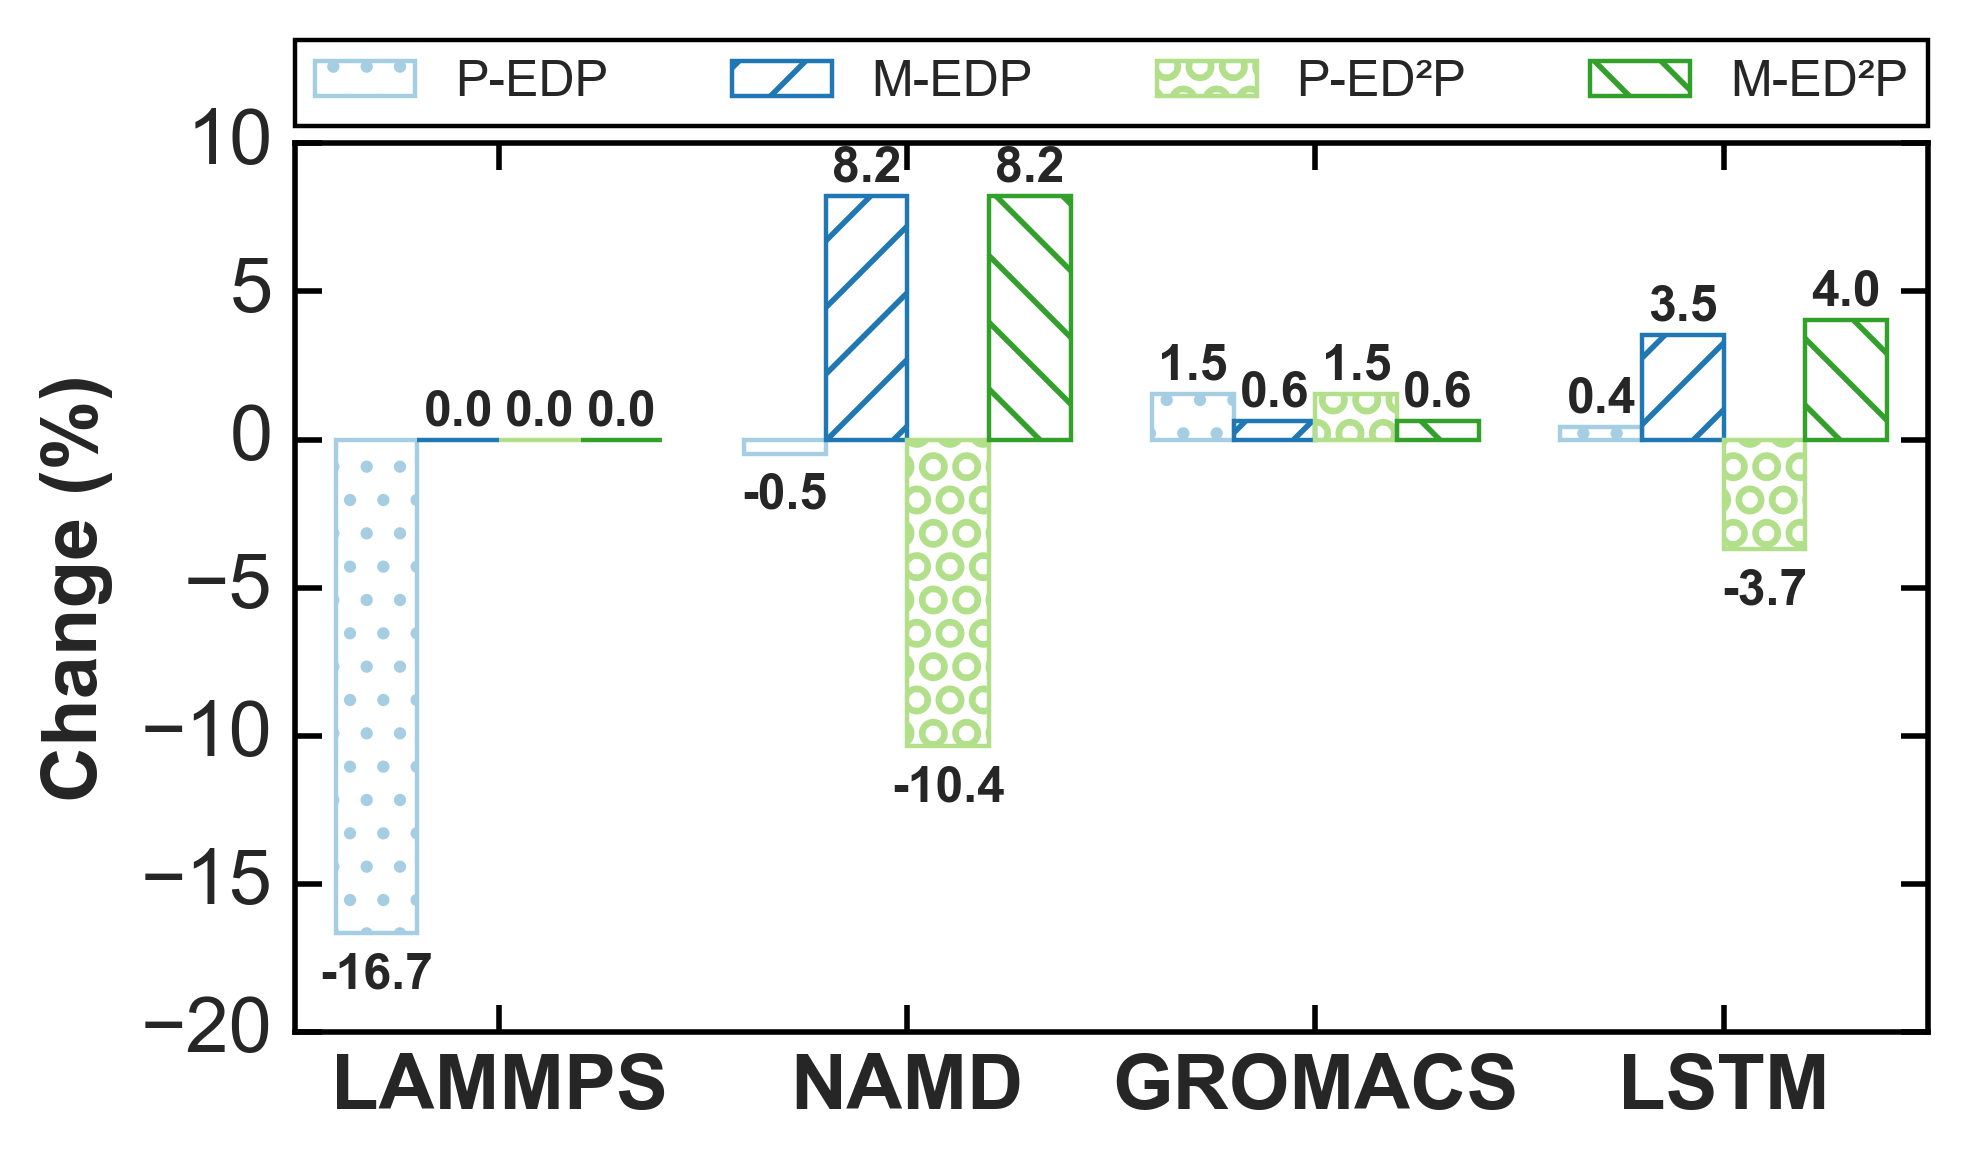 P-EDP M-EDP P-ED²P M-ED²P
10
5
0
−5
−10
−15
−20
Change (%)
-16.7 0.0 0.0 0.0
-0.5 8.2 -10.4 8.2
1.5 0.6 1.5 0.6
0.4 3.5 -3.7 4.0
LAMMPS NAMD GROMACS LSTM